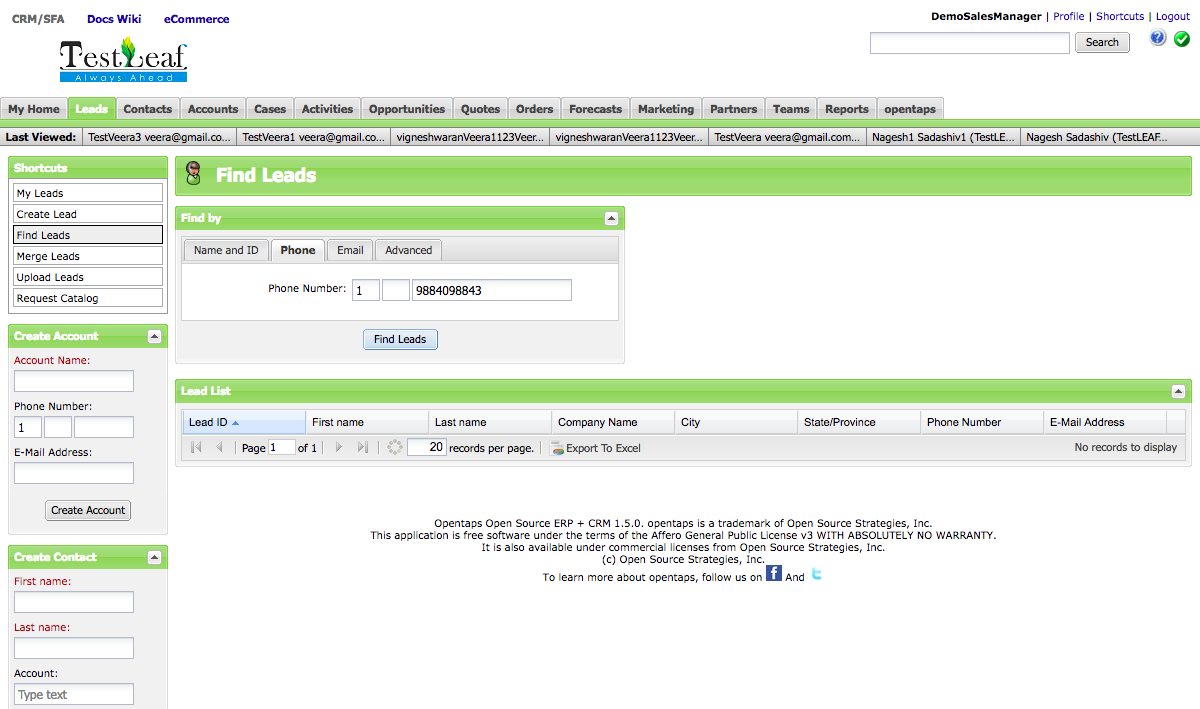 CRM/SFA Docs Wiki eCommerce
DemoSalesManager | Profile | Shortcuts | Logout
TestLeaf
Always Ahead
Search
My Home Leads Contacts Accounts Cases Activities Opportunities Quotes Orders Forecasts Marketing Partners Teams Reports opentaps
Last Viewed: TestVeera3 veera@gmail.co... TestVeera1 veera@gmail.co... vigneshwaranVeera1123Veer... vigneshwaranVeera1123Veer... TestVeera veera@gmail.com... Nagesh1 Sadashiv1 (TestLE... Nagesh Sadashiv (TestLEAF...
Shortcuts
My Leads
Create Lead
Find Leads
Merge Leads
Upload Leads
Request Catalog
Create Account
Account Name:
Phone Number:
1
E-Mail Address:
Create Account
Create Contact
First name:
Last name:
Account:
Type text
Find Leads
Find by
Name and ID Phone Email Advanced
Phone Number: 1 9884098843
Find Leads
Lead List
Lead ID First name Last name Company Name City State/Province Phone Number E-Mail Address
Page 1 of 1 20 records per page. Export To Excel No records to display
Opentaps Open Source ERP + CRM 1.5.0. opentaps is a trademark of Open Source Strategies, Inc.
This application is free software under the terms of the Affero General Public License v3 WITH ABSOLUTELY NO WARRANTY.
It is also available under commercial licenses from Open Source Strategies, Inc.
(c) Open Source Strategies, Inc.
To learn more about opentaps, follow us on f And t